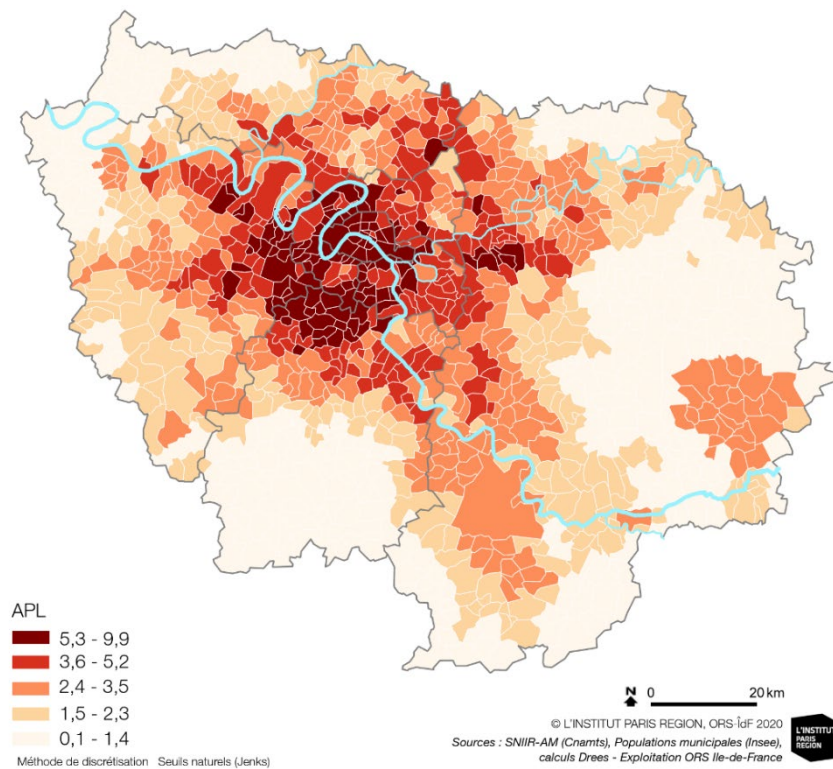 APL
5,3 - 9,9
3,6 - 5,2
2,4 - 3,5
1,5 - 2,3
0,1 - 1,4
Méthode de discrétisation Seuils naturels (Jenks)
N 0 20 km
© L'INSTITUT PARIS REGION, ORS-ÎdF 2020
Sources : SNIIR-AM (Cnamts), Populations municipales (Insee),
calculs Drees - Exploitation ORS Ile-de-France
L'INSTITUT
PARIS
REGION